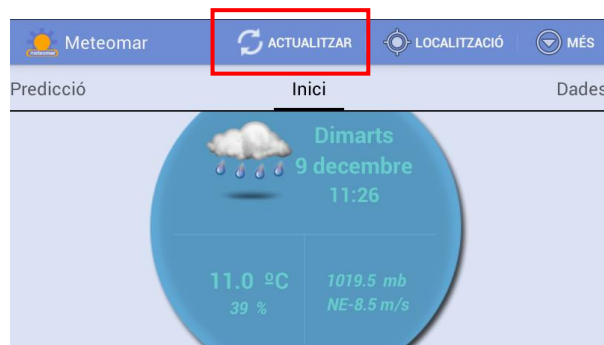 Meteomar ACTUALITZAR LOCALITZACIÓ MÉS
Predicció Inici Dades
Dimarts
9 decembre
11:26
11.0 ºC 1019.5 mb
39 % NE-8.5 m/s